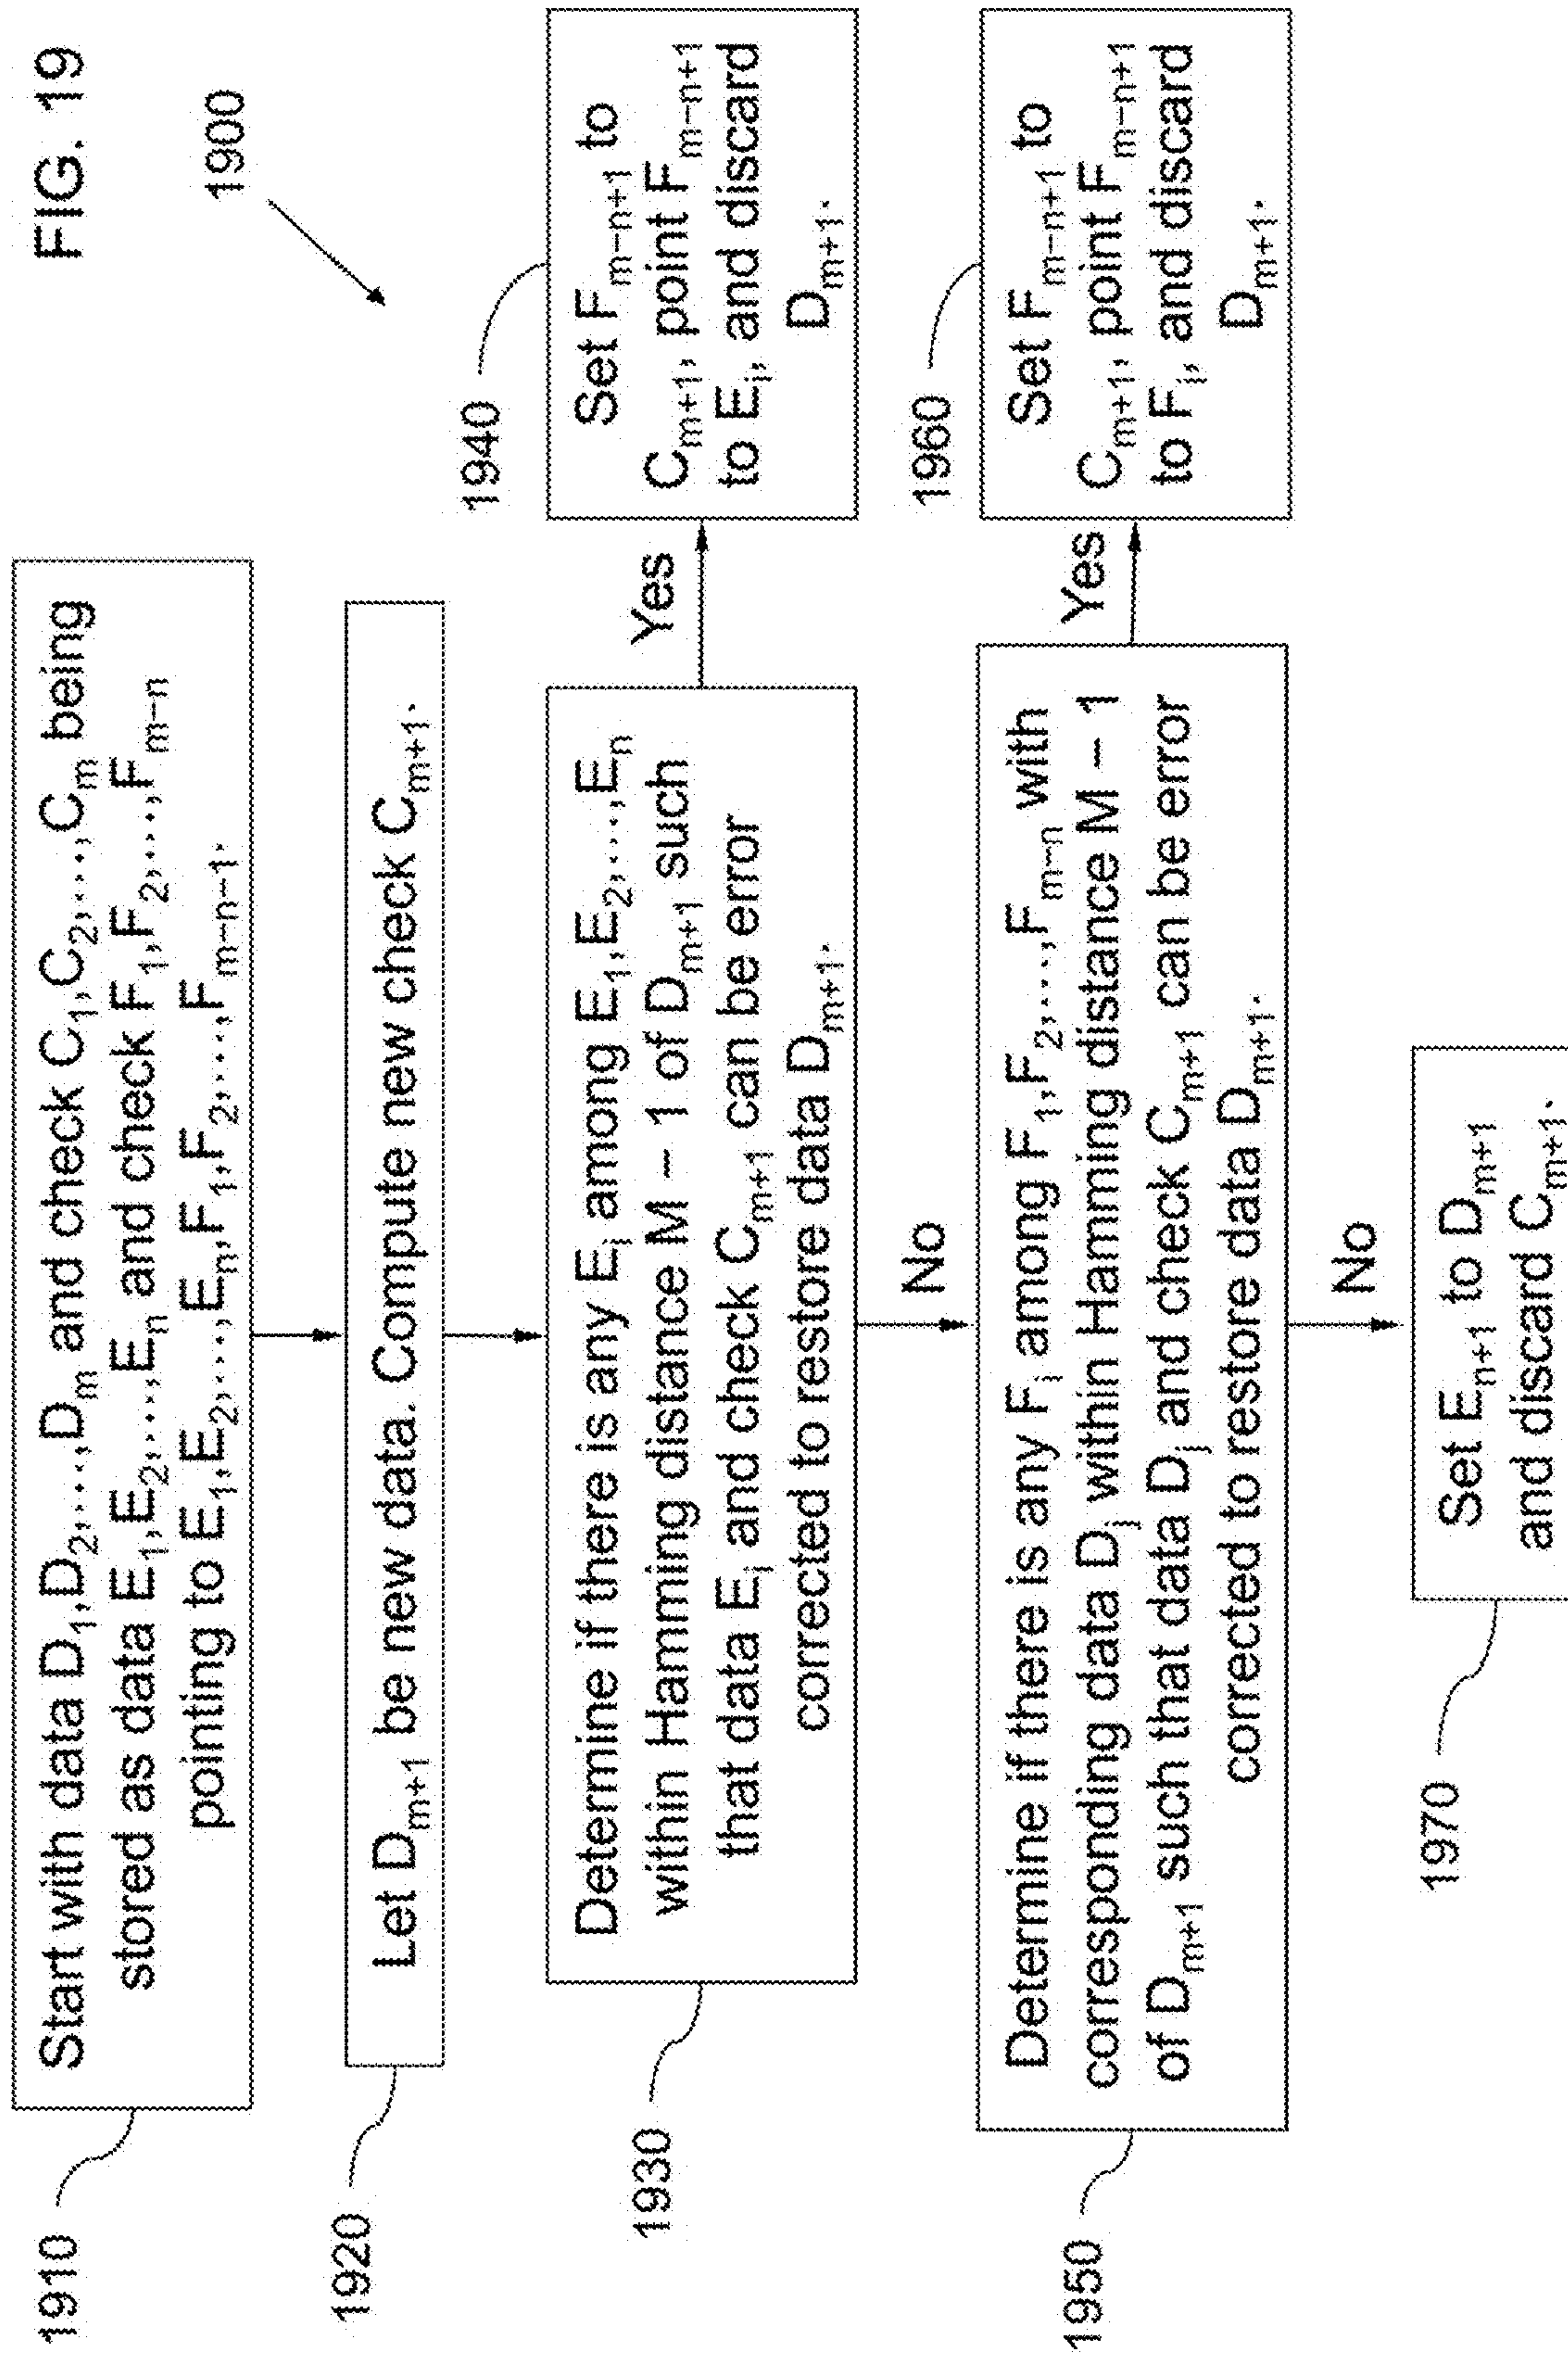 FIG. 19
1900
1910
Start with data D₁,D₂,...,Dₘ and check C₁,C₂,...,Cₘ being
stored as data E₁,E₂,...,Eₙ and check F₁,F₂,...,Fₘ₋ₙ
pointing to E₁,E₂,...,Eₙ,F₁,F₂,...,Fₘ₋ₙ₋₁.
1920
Let Dₘ₊₁ be new data. Compute new check Cₘ₊₁.
1930
Determine if there is any Eᵢ among E₁,E₂,...,Eₙ
within Hamming distance M – 1 of Dₘ₊₁ such
that data Eᵢ and check Cₘ₊₁ can be error
corrected to restore data Dₘ₊₁.
Yes
1940
Set Fₘ₋ₙ₊₁ to
Cₘ₊₁, point Fₘ₋ₙ₊₁
to Eᵢ, and discard
Dₘ₊₁.
No
1950
Determine if there is any Fᵢ among F₁,F₂,...,Fₘ₋ₙ with
corresponding data Dⱼ within Hamming distance M – 1
of Dₘ₊₁ such that data Dⱼ and check Cₘ₊₁ can be error
corrected to restore data Dₘ₊₁.
Yes
1960
Set Fₘ₋ₙ₊₁ to
Cₘ₊₁, point Fₘ₋ₙ₊₁
to Fᵢ, and discard
Dₘ₊₁.
No
1970
Set Eₙ₊₁ to Dₘ₊₁
and discard Cₘ₊₁.